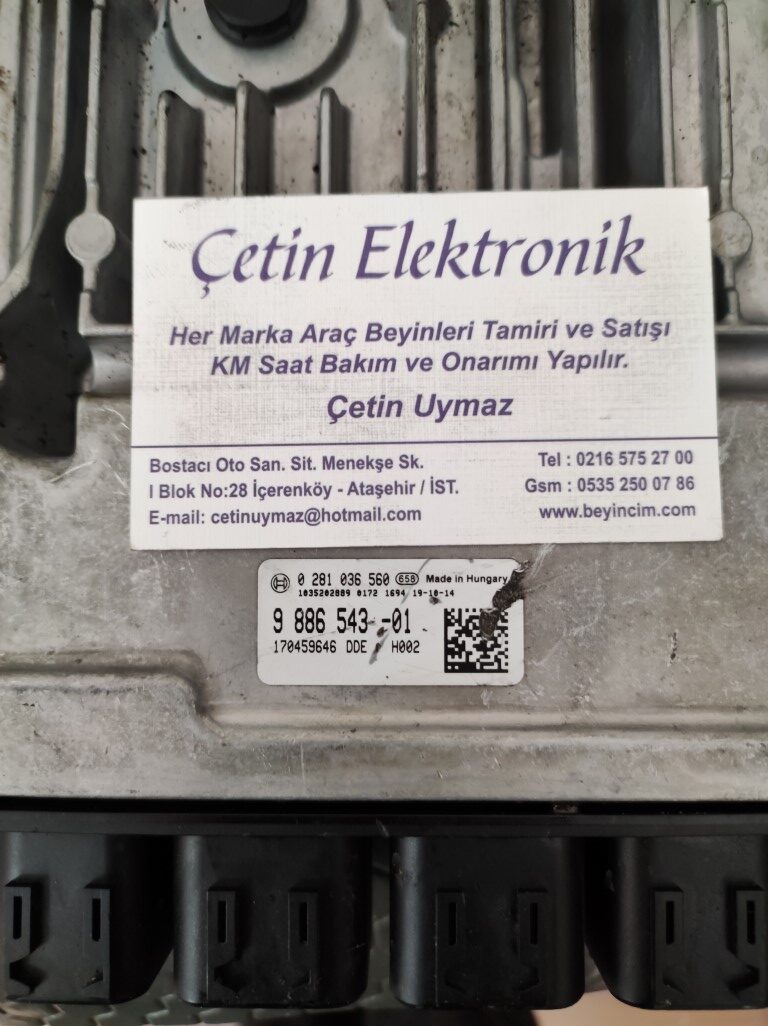 Çetin Elektronik
Her Marka Araç Beyinleri Tamiri ve Satışı
KM Saat Bakım ve Onarımı Yapılır.
Çetin Uymaz
Bostacı Oto San. Sit. Menekşe Sk.
I Blok No:28 İçerenköy - Ataşehir / İST.
E-mail: cetinuymaz@hotmail.com
Tel : 0216 575 27 00
Gsm : 0535 250 07 86
www.beyincim.com
0 281 036 560 658 Made in Hungary
1035202889 0172 1694 19-10-14
9 886 543 -01
170459646 DDE H002